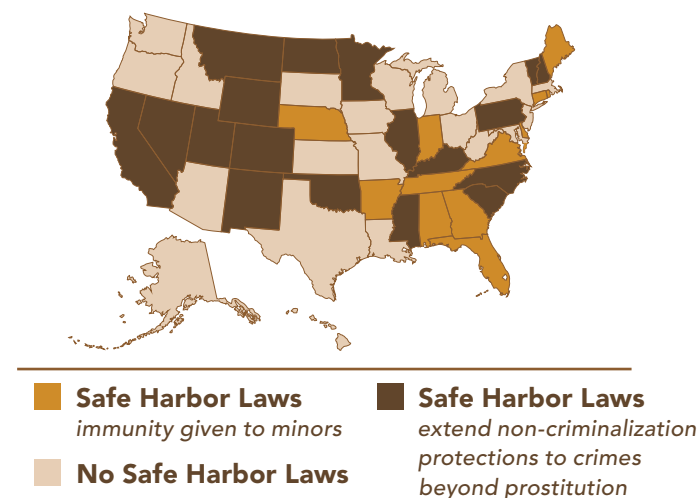 Safe Harbor Laws
immunity given to minors
No Safe Harbor Laws
Safe Harbor Laws
extend non-criminalization
protections to crimes
beyond prostitution